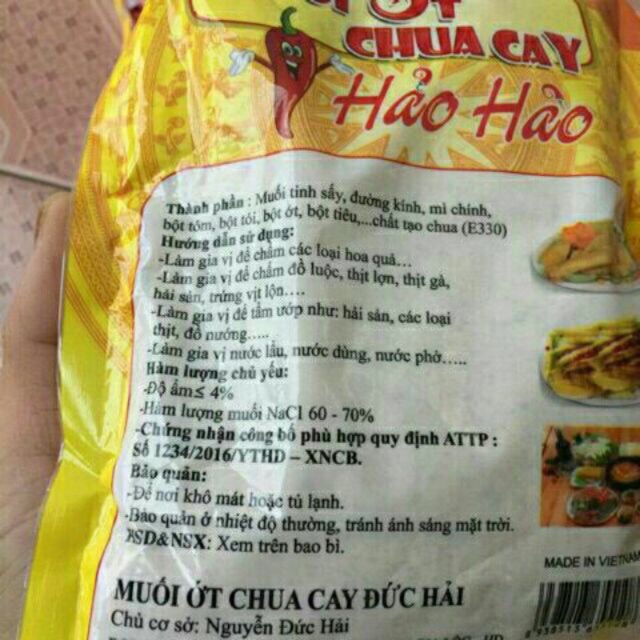 ỚT
CHUA CAY
Hảo Hảo
Thành phần : Muối tinh sấy, đường kính, mì chính,
bột tôm, bột tỏi, bột ớt, bột tiêu,...chất tạo chua (E330)
Hướng dẫn sử dụng:
-Làm gia vị để chấm các loại hoa quả...
-Làm gia vị để chấm đồ luộc, thịt lợn, thịt gà,
hải sản, trứng vịt lộn....
-Làm gia vị để tẩm ướp như: hải sản, các loại
thịt, đồ nướng.....
-Làm gia vị nước lẩu, nước dùng, nước phở.....
Hàm lượng chủ yếu:
-Độ ẩm≤ 4%
-Hàm lượng muối NaCl 60 - 70%
-Chứng nhận công bố phù hợp quy định ATTP :
Số 1234/2016/YTHD – XNCB.
Bảo quản:
-Để nơi khô mát hoặc tủ lạnh.
-Bảo quản ở nhiệt độ thường, tránh ánh sáng mặt trời.
HSD&NSX: Xem trên bao bì.
MADE IN VIETNAM
MUỐI ỚT CHUA CAY ĐỨC HẢI
Chủ cơ sở: Nguyễn Đức Hải